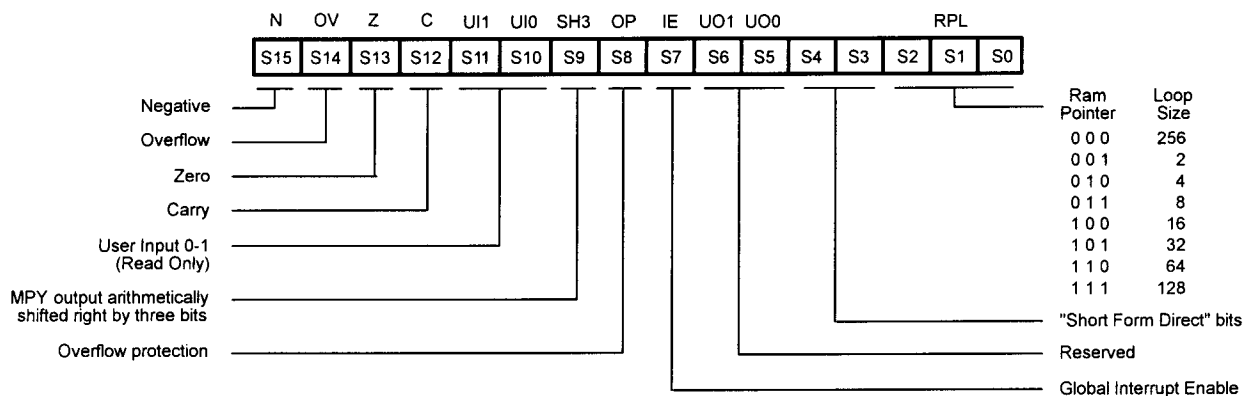 N OV Z C UI1 UI0 SH3 OP IE UO1 UO0 RPL
S15 S14 S13 S12 S11 S10 S9 S8 S7 S6 S5 S4 S3 S2 S1 S0
Negative
Overflow
Zero
Carry
User Input 0-1
(Read Only)
MPY output arithmetically
shifted right by three bits
Overflow protection
Ram Loop
Pointer Size
0 0 0 256
0 0 1 2
0 1 0 4
0 1 1 8
1 0 0 16
1 0 1 32
1 1 0 64
1 1 1 128
"Short Form Direct" bits
Reserved
Global Interrupt Enable